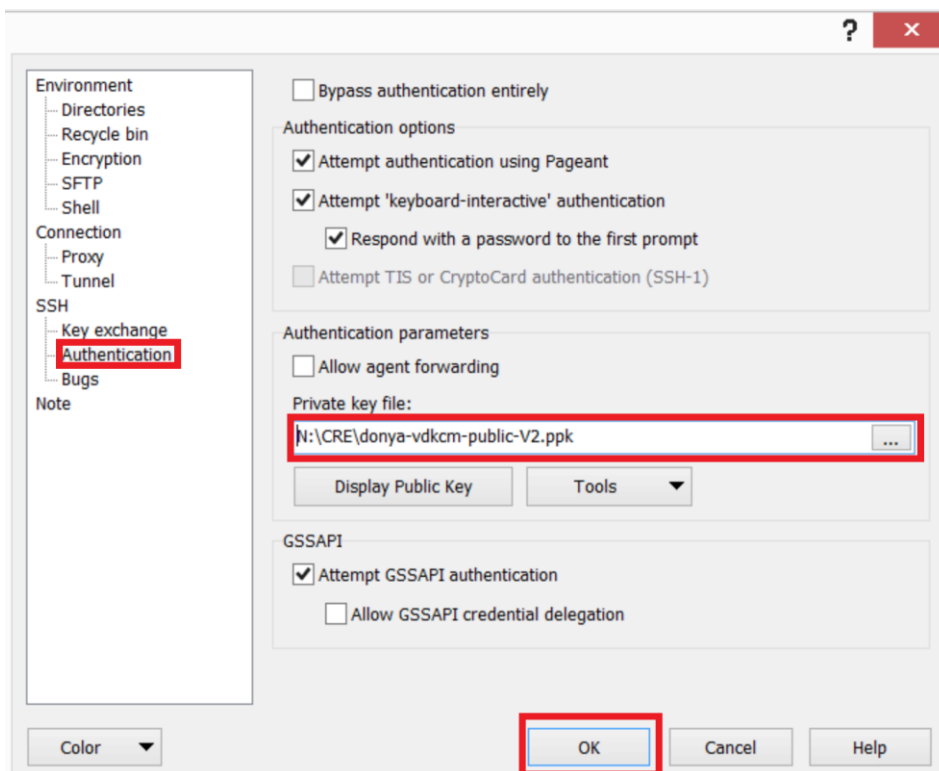 ?
Environment
Directories
Recycle bin
Encryption
SFTP
Shell
Connection
Proxy
Tunnel
SSH
Key exchange
Authentication
Bugs
Note
Bypass authentication entirely
Authentication options
Attempt authentication using Pageant
Attempt 'keyboard-interactive' authentication
Respond with a password to the first prompt
Attempt TIS or CryptoCard authentication (SSH-1)
Authentication parameters
Allow agent forwarding
Private key file:
N:\CRE\donya-vdkcm-public-V2.ppk
...
Display Public Key
Tools
GSSAPI
Attempt GSSAPI authentication
Allow GSSAPI credential delegation
Color
OK
Cancel
Help